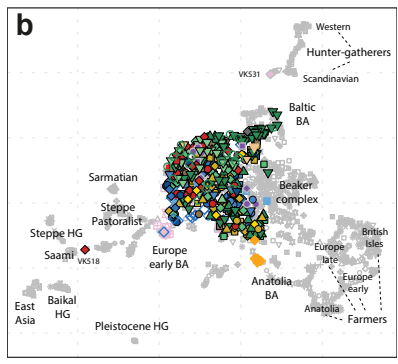 b
Western
Hunter-gatherers
VK531
Scandinavian
Baltic
BA
Sarmatian
Beaker
complex
Steppe
Pastoralist
Steppe HG
Saami
VK518
Europe
early BA
British
Isles
Europe
late
Europe
early
Anatolia
BA
Baikal
HG
East
Asia
Anatolia
Farmers
Pleistocene HG